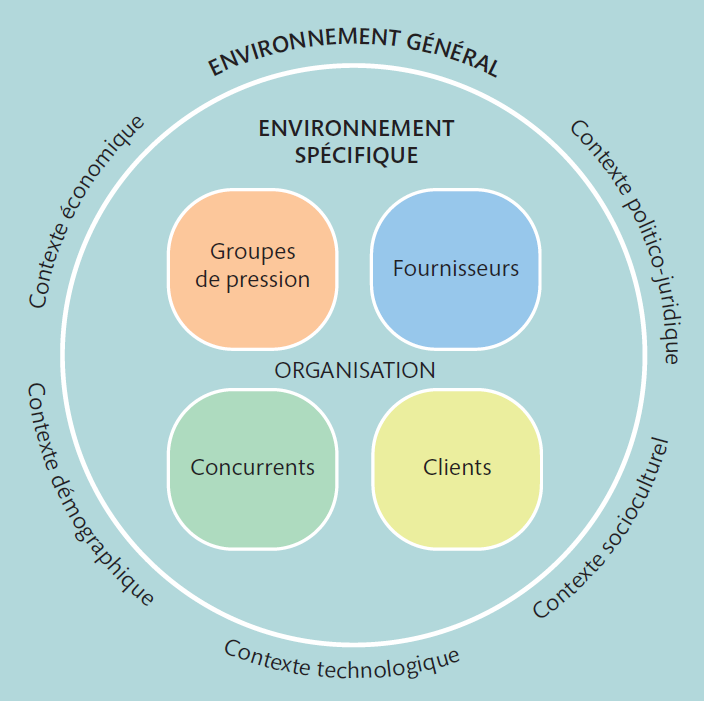 ENVIRONNEMENT GÉNÉRAL
ENVIRONNEMENT
SPÉCIFIQUE
Contexte économique
Contexte politico-juridique
Groupes
de pression
Fournisseurs
ORGANISATION
Concurrents
Clients
Contexte démographique
Contexte socioculturel
Contexte technologique